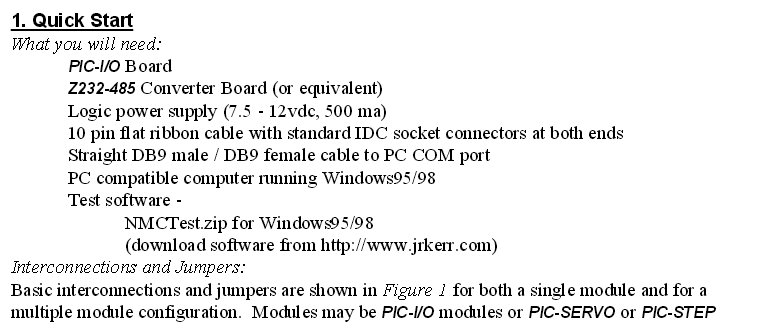 1. Quick Start
What you will need:
PIC-I/O Board
Z232-485 Converter Board (or equivalent)
Logic power supply (7.5 - 12vdc, 500 ma)
10 pin flat ribbon cable with standard IDC socket connectors at both ends
Straight DB9 male / DB9 female cable to PC COM port
PC compatible computer running Windows95/98
Test software -
NMCTest.zip for Windows95/98
(download software from http://www.jrkerr.com)
Interconnections and Jumpers:
Basic interconnections and jumpers are shown in Figure 1 for both a single module and for a
multiple module configuration.  Modules may be PIC-I/O modules or PIC-SERVO or PIC-STEP